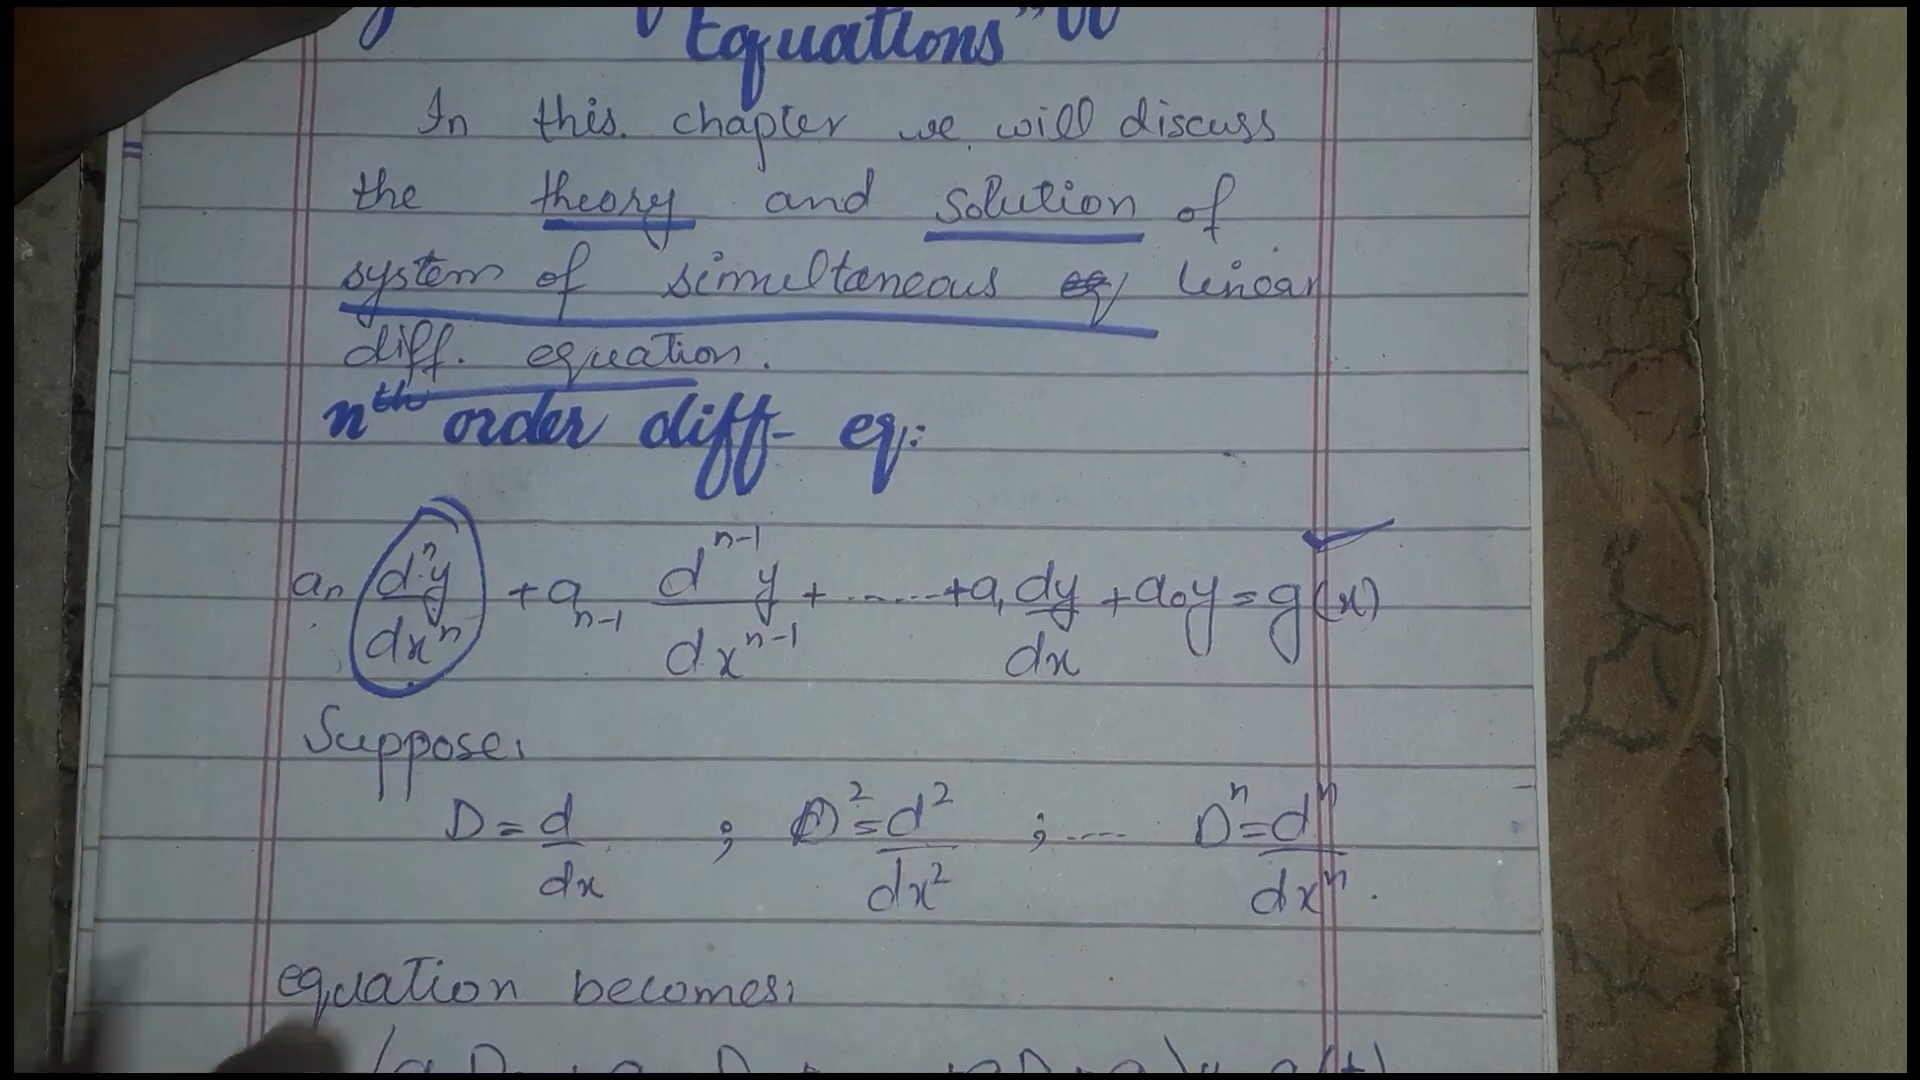 Equations"
In this chapter we will discuss
the theory and solution of
system of simultaneous eq linear
diff. equation.
nth order diff- eq:
aₙ dⁿy/dxⁿ + aₙ₋₁ dⁿ⁻¹y/dxⁿ⁻¹ + ...... + a₁ dy/dx + a₀y = g(x)
Suppose,
D = d/dx ; D² = d²/dx² ; .... Dⁿ = dⁿ/dxⁿ.
equation becomes,